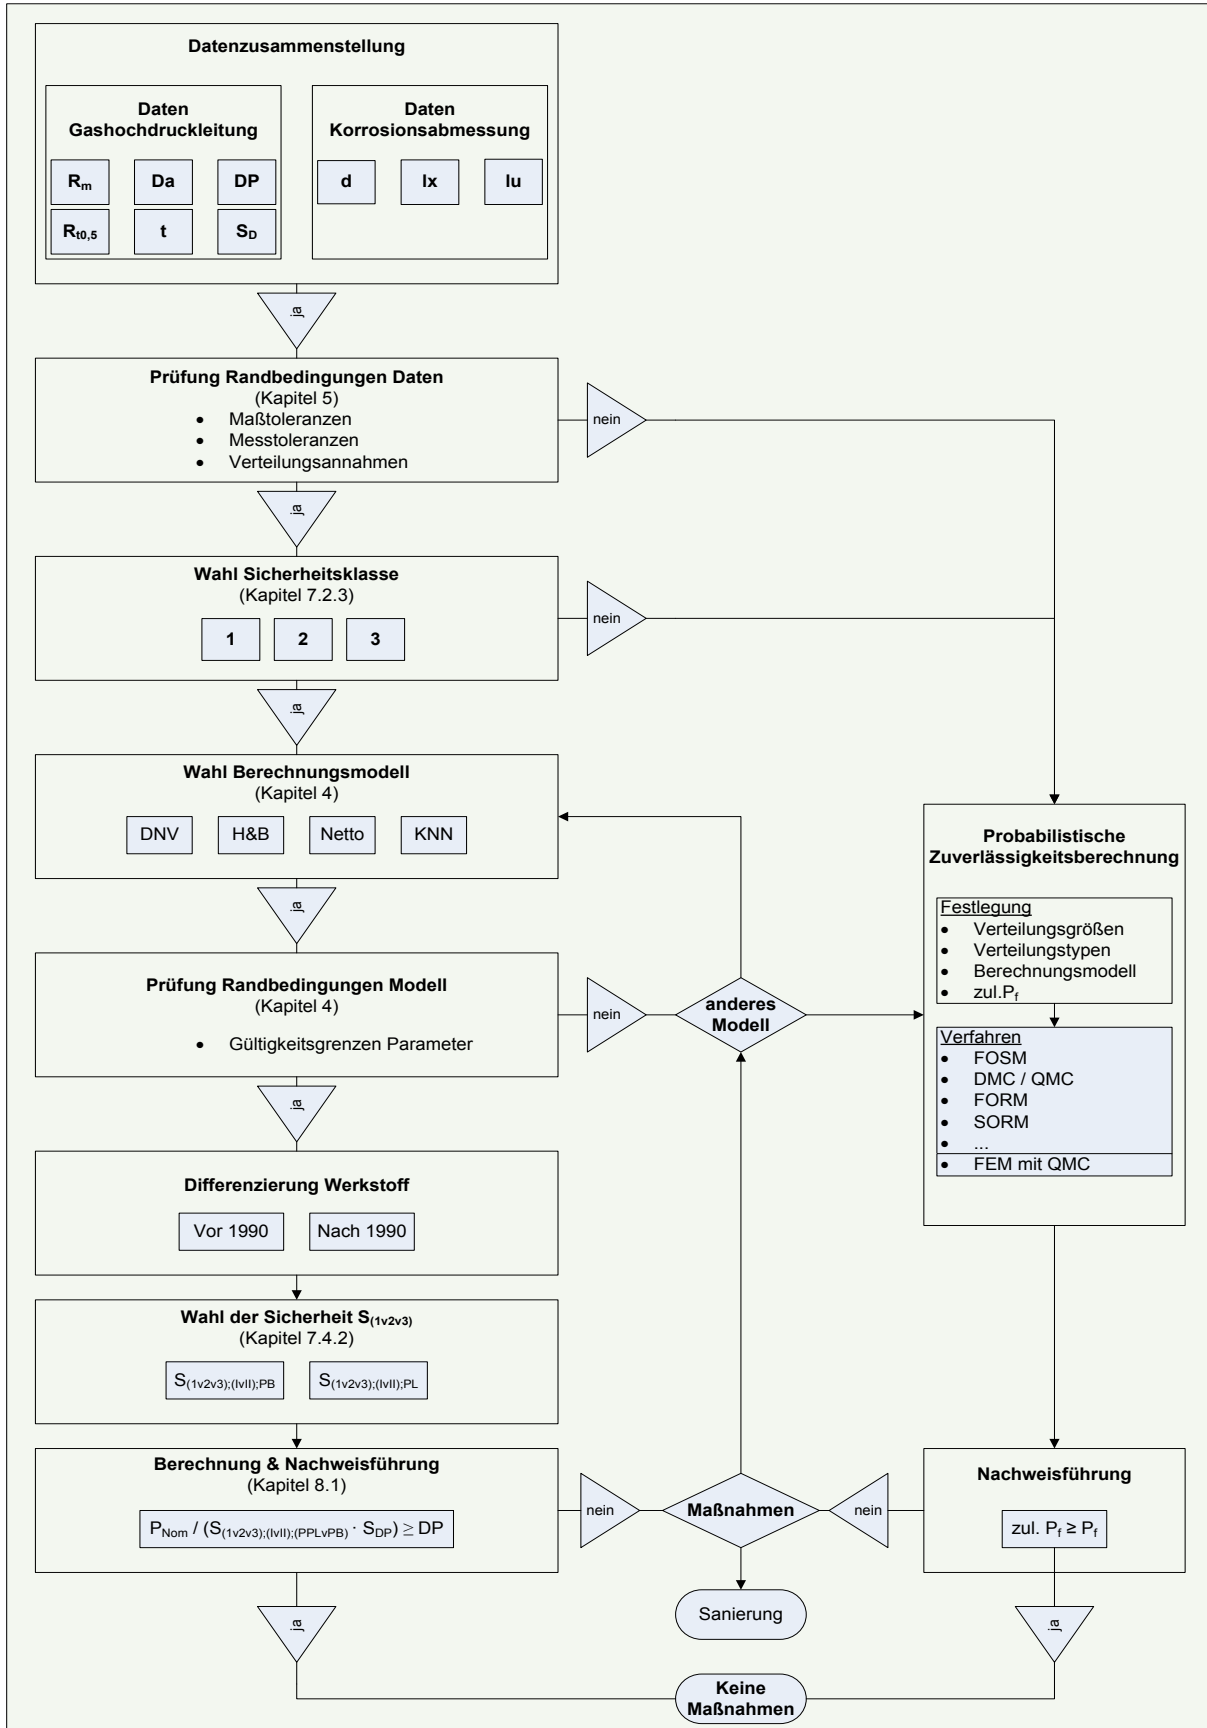 Datenzusammenstellung
Daten
Gashochdruckleitung
Rm Da DP
Rt0,5 t SD
Daten
Korrosionsabmessung
d lx lu
ja
Prüfung Randbedingungen Daten
(Kapitel 5)
• Maßtoleranzen
• Messtoleranzen
• Verteilungsannahmen
nein
ja
Wahl Sicherheitsklasse
(Kapitel 7.2.3)
1 2 3
nein
ja
Wahl Berechnungsmodell
(Kapitel 4)
DNV H&B Netto KNN
ja
Prüfung Randbedingungen Modell
(Kapitel 4)
• Gültigkeitsgrenzen Parameter
nein
anderes
Modell
ja
Probabilistische
Zuverlässigkeitsberechnung
Festlegung
• Verteilungsgrößen
• Verteilungstypen
• Berechnungsmodell
• zul.Pf
Verfahren
• FOSM
• DMC / QMC
• FORM
• SORM
• ...
• FEM mit QMC
Differenzierung Werkstoff
Vor 1990 Nach 1990
Wahl der Sicherheit S(1v2v3)
(Kapitel 7.4.2)
S(1v2v3);(IvII);PB S(1v2v3);(IvII);PL
Berechnung & Nachweisführung
(Kapitel 8.1)
PNom / (S(1v2v3);(IvII);(PPLvPB) · SDP) ≥ DP
nein
Maßnahmen
nein
Nachweisführung
zul. Pf ≥ Pf
Sanierung
ja
ja
Keine
Maßnahmen